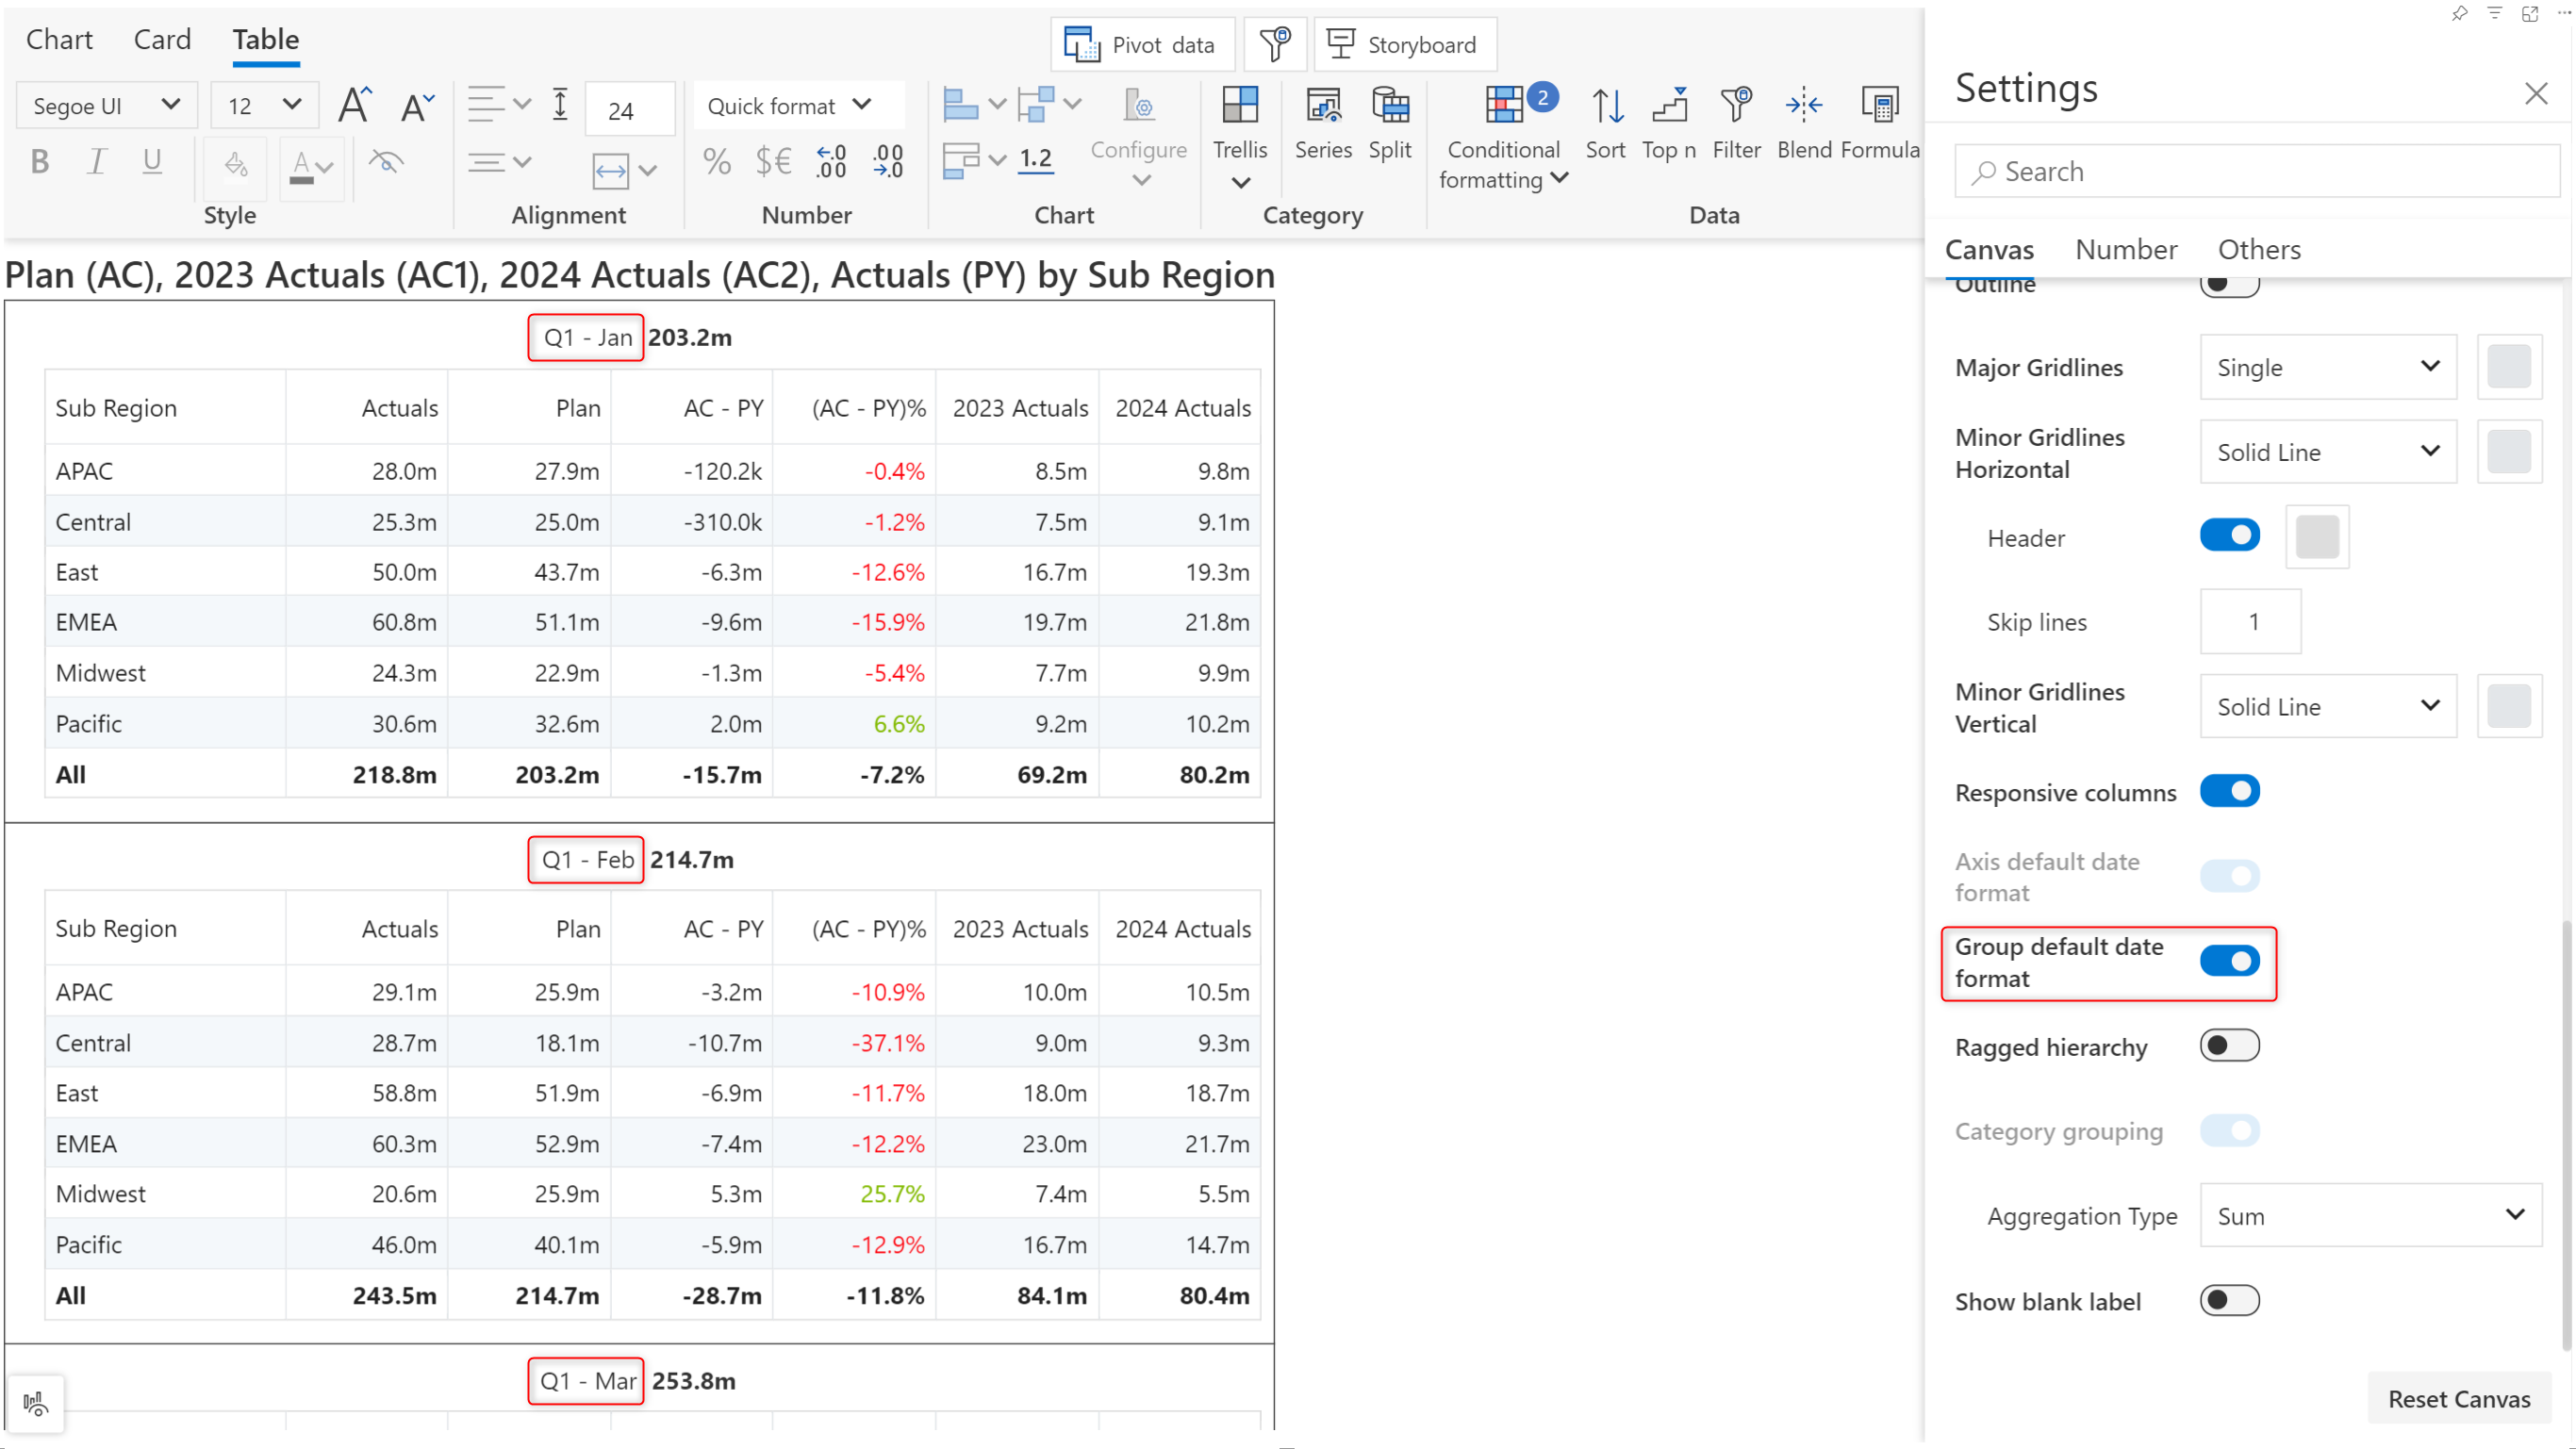 Chart Card Table
Pivot data Storyboard
Segoe UI 12 24 Quick format
Configure Trellis Series Split Conditional formatting 2 Sort Top n Filter Blend Formula
B I U A % $€ 1.2
Style Alignment Number Chart Category Data
Plan (AC), 2023 Actuals (AC1), 2024 Actuals (AC2), Actuals (PY) by Sub Region
Q1 - Jan 203.2m
Sub Region Actuals Plan AC - PY (AC - PY)% 2023 Actuals 2024 Actuals
APAC 28.0m 27.9m -120.2k -0.4% 8.5m 9.8m
Central 25.3m 25.0m -310.0k -1.2% 7.5m 9.1m
East 50.0m 43.7m -6.3m -12.6% 16.7m 19.3m
EMEA 60.8m 51.1m -9.6m -15.9% 19.7m 21.8m
Midwest 24.3m 22.9m -1.3m -5.4% 7.7m 9.9m
Pacific 30.6m 32.6m 2.0m 6.6% 9.2m 10.2m
All 218.8m 203.2m -15.7m -7.2% 69.2m 80.2m
Q1 - Feb 214.7m
Sub Region Actuals Plan AC - PY (AC - PY)% 2023 Actuals 2024 Actuals
APAC 29.1m 25.9m -3.2m -10.9% 10.0m 10.5m
Central 28.7m 18.1m -10.7m -37.1% 9.0m 9.3m
East 58.8m 51.9m -6.9m -11.7% 18.0m 18.7m
EMEA 60.3m 52.9m -7.4m -12.2% 23.0m 21.7m
Midwest 20.6m 25.9m 5.3m 25.7% 7.4m 5.5m
Pacific 46.0m 40.1m -5.9m -12.9% 16.7m 14.7m
All 243.5m 214.7m -28.7m -11.8% 84.1m 80.4m
Q1 - Mar 253.8m
Settings
Search
Canvas Number Others
Outline
Major Gridlines Single
Minor Gridlines
Horizontal Solid Line
Header
Skip lines 1
Minor Gridlines
Vertical Solid Line
Responsive columns
Axis default date
format
Group default date
format
Ragged hierarchy
Category grouping
Aggregation Type Sum
Show blank label
Reset Canvas